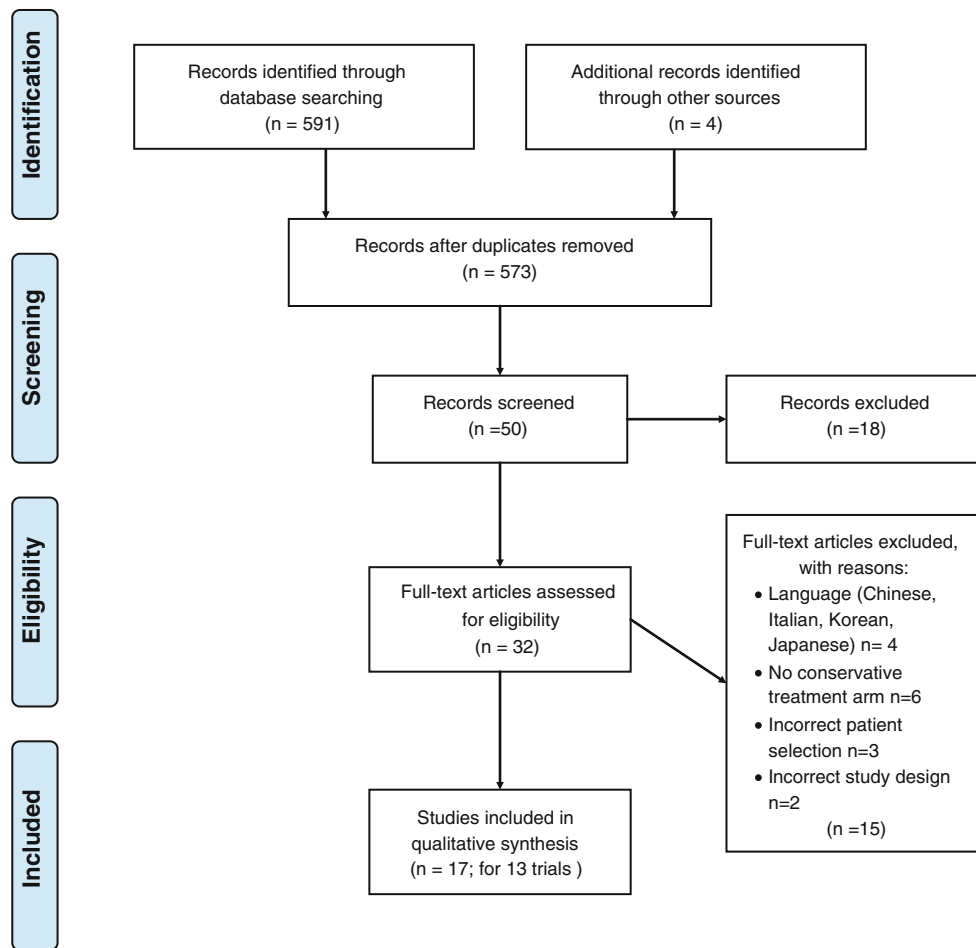 Identification
Records identified through
database searching
(n = 591)
Additional records identified
through other sources
(n = 4)
Records after duplicates removed
(n = 573)
Screening
Records screened
(n =50)
Records excluded
(n =18)
Eligibility
Full-text articles assessed
for eligibility
(n = 32)
Full-text articles excluded,
with reasons:
• Language (Chinese,
Italian, Korean,
Japanese) n= 4
• No conservative
treatment arm n=6
• Incorrect patient
selection n=3
• Incorrect study design
n=2
(n =15)
Included
Studies included in
qualitative synthesis
(n = 17; for 13 trials )